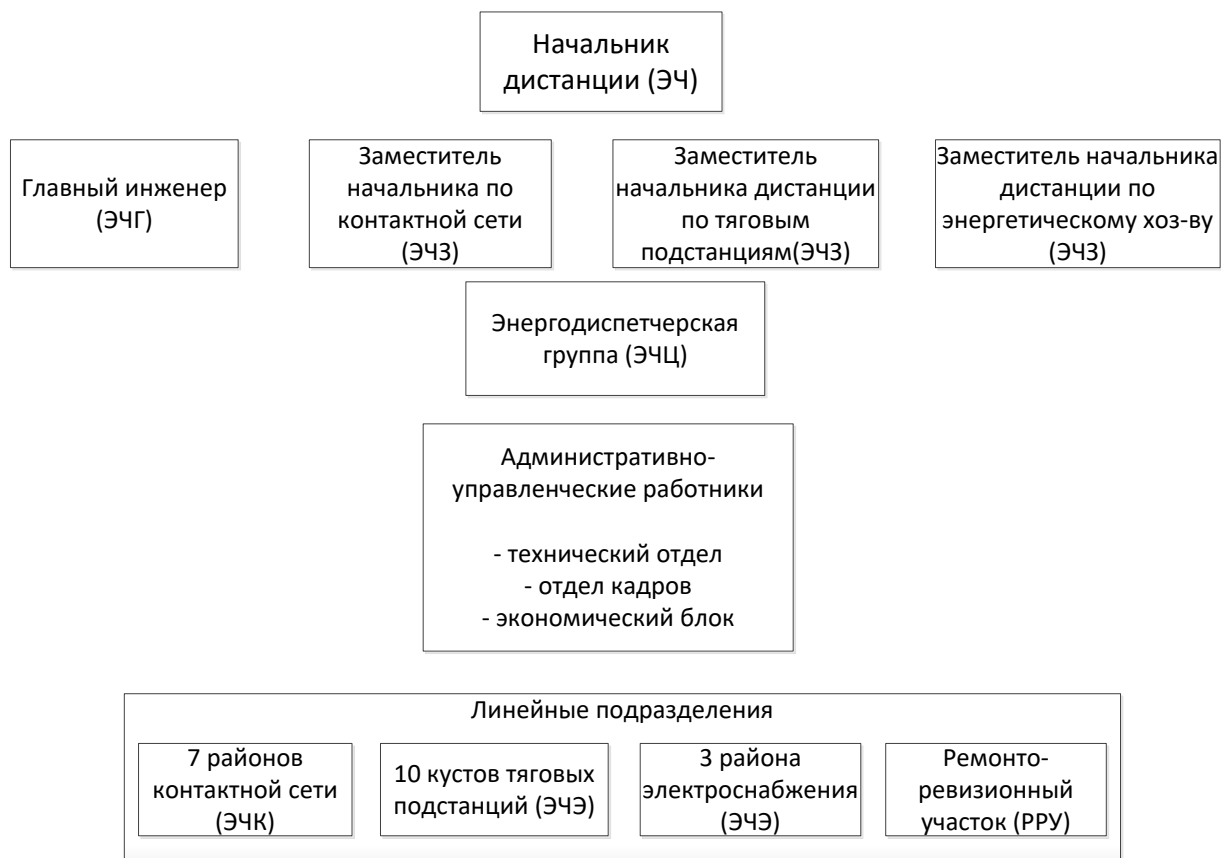 Начальник
дистанции (ЭЧ)
Главный инженер
(ЭЧГ)
Заместитель
начальника по
контактной сети
(ЭЧЗ)
Заместитель
начальника дистанции
по тяговым
подстанциям(ЭЧЗ)
Заместитель начальника
дистанции по
энергетическому хоз-ву
(ЭЧЗ)
Энергодиспетчерская
группа (ЭЧЦ)
Административно-
управленческие работники
- технический отдел
- отдел кадров
- экономический блок
Линейные подразделения
7 районов
контактной сети
(ЭЧК)
10 кустов тяговых
подстанций (ЭЧЭ)
3 района
электроснабжения
(ЭЧЭ)
Ремонто-
ревизионный
участок (РРУ)